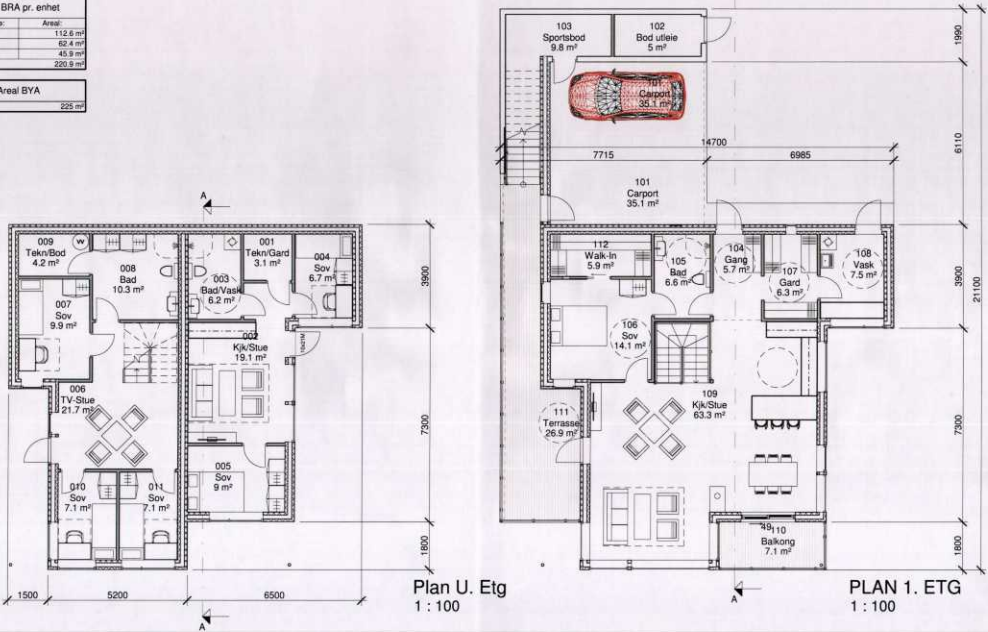 BRA pr. enhet
e: Areal:
112.6 m²
62.4 m²
45.9 m²
220.9 m²
Areal BYA
225 m²
103
Sportsbod
9.8 m²
102
Bod utleie
5 m²
101
Carport
35.1 m²
1990
6110
14700
7715
6985
101
Carport
35.1 m²
A
009
Tekn/Bod
4.2 m²
008
Bad
10.3 m²
007
Sov
9.9 m²
003
Bad/Vask
6.2 m²
001
Tekn/Gard
3.1 m²
004
Sov
6.7 m²
002
Kjk/Stue
19.1 m²
10x21M
006
TV-Stue
21.7 m²
005
Sov
9 m²
010
Sov
7.1 m²
011
Sov
7.1 m²
3900
7300
1800
1500
5200
6500
A
Plan U. Etg
1 : 100
112
Walk-In
5.9 m²
105
Bad
6.6 m²
104
Gang
5.7 m²
107
Gard
6.3 m²
108
Vask
7.5 m²
106
Sov
14.1 m²
109
Kjk/Stue
63.3 m²
111
Terrasse
26.9 m²
110
Balkong
7.1 m²
3900
21100
7300
1800
A
PLAN 1. ETG
1 : 100